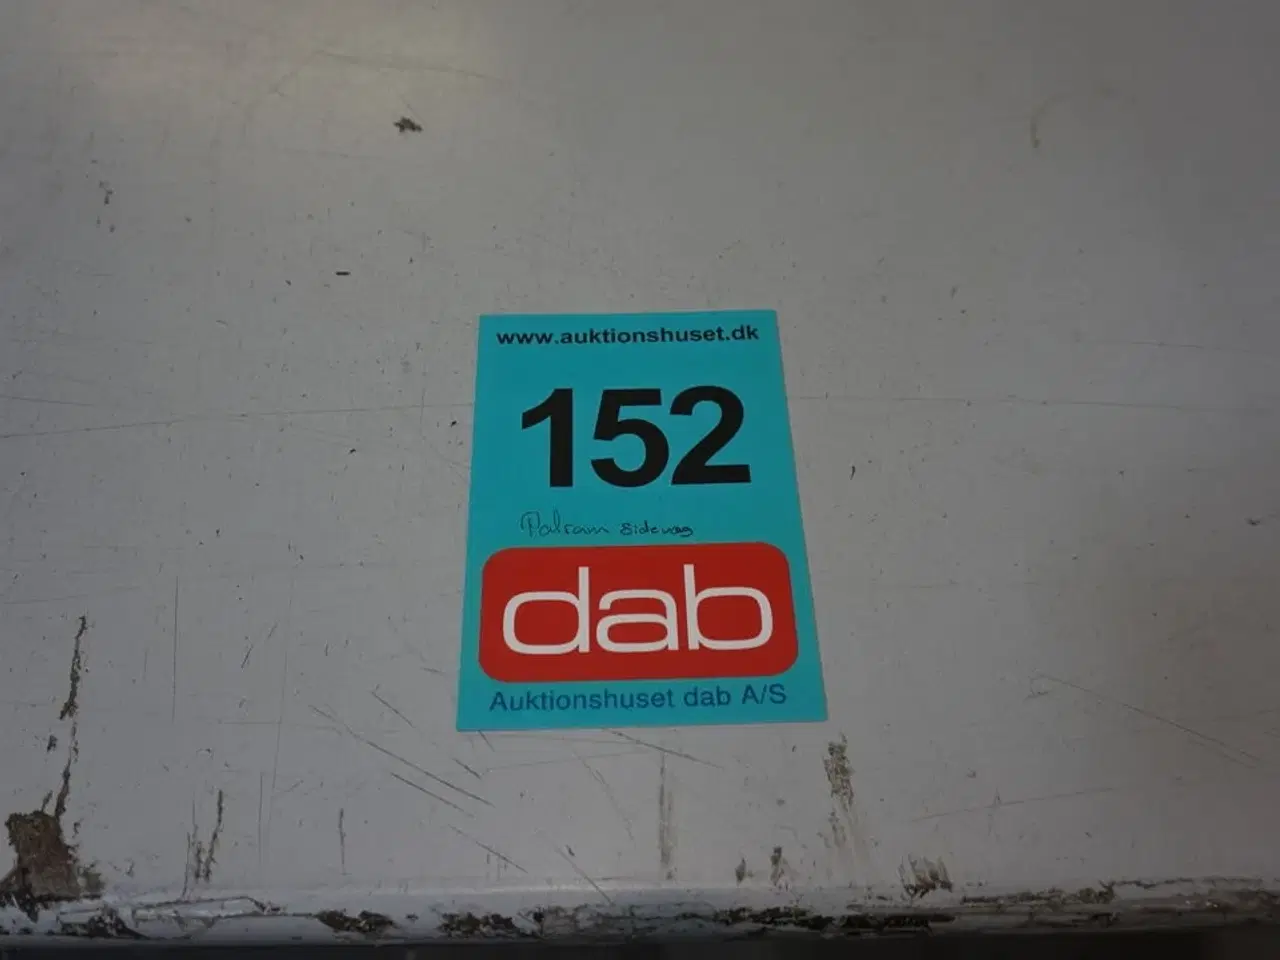 www.auktionshuset.dk
152
dab
Auktionshuset dab A/S